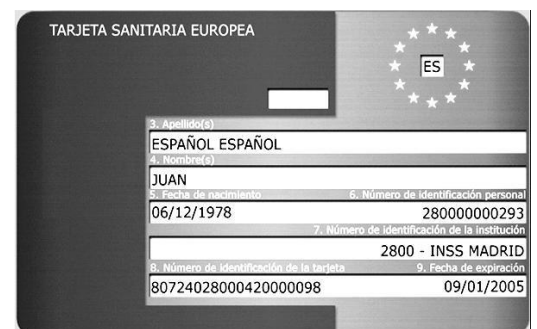 TARJETA SANITARIA EUROPEA
ES
3. Apellido(s)
ESPAÑOL ESPAÑOL
4. Nombre(s)
JUAN
5. Fecha de nacimiento 6. Número de identificación personal
06/12/1978 280000000293
7. Número de identificación de la institución
2800 - INSS MADRID
8. Número de identificación de la tarjeta 9. Fecha de expiración
80724028000420000098 09/01/2005